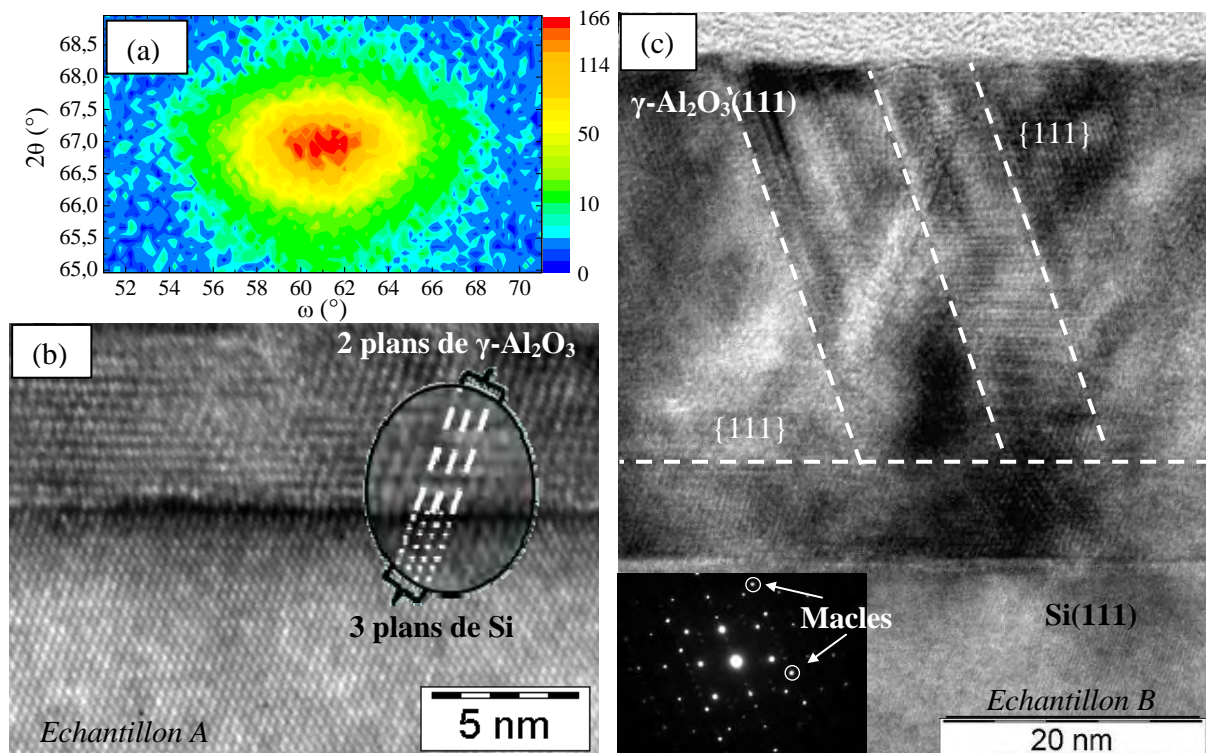 (a)
2θ (°)
68,5
68,0
67,5
67,0
66,5
66,0
65,5
65,0
52 54 56 58 60 62 64 66 68 70
ω (°)
166
114
50
10
0
(b)
2 plans de γ-Al₂O₃
3 plans de Si
5 nm
Echantillon A
(c)
γ-Al₂O₃(111)
{111}
{111}
Macles
Si(111)
Echantillon B
20 nm